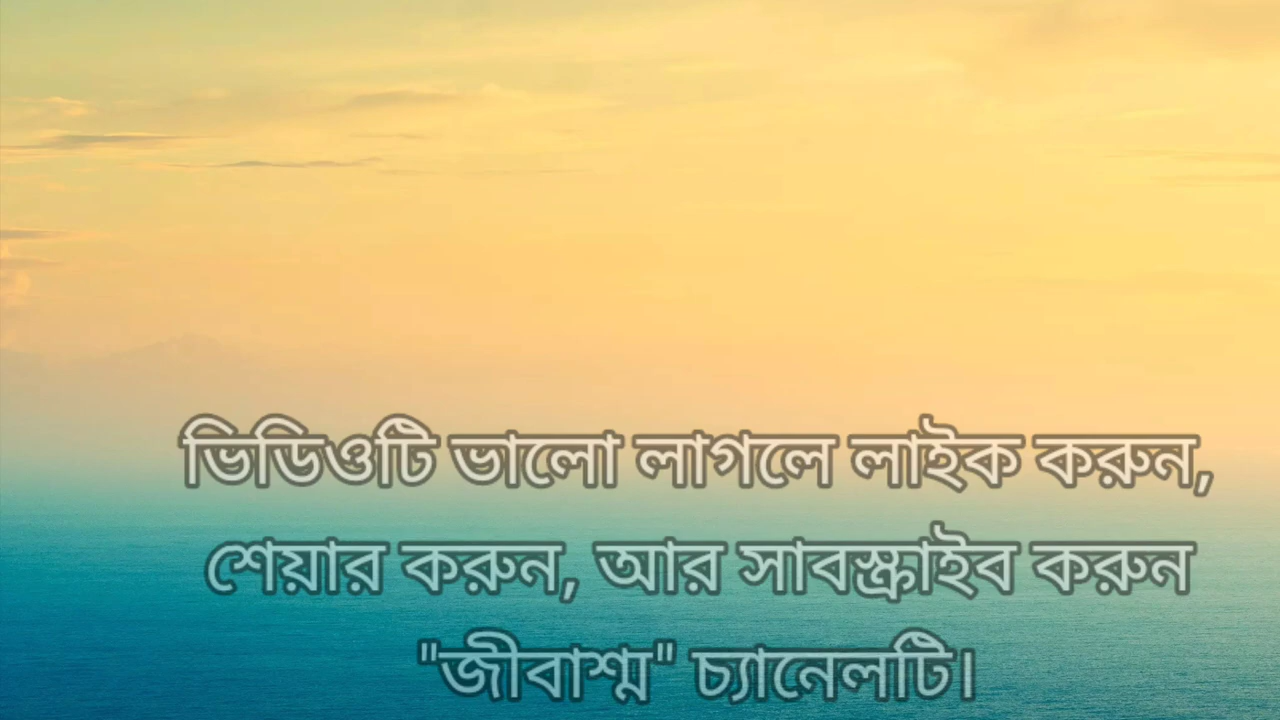 ভিডিওটি ভালো লাগলে লাইক করুন,
শেয়ার করুন, আর সাবস্ক্রাইব করুন
"জীবাশ্ম" চ্যানেলটি।